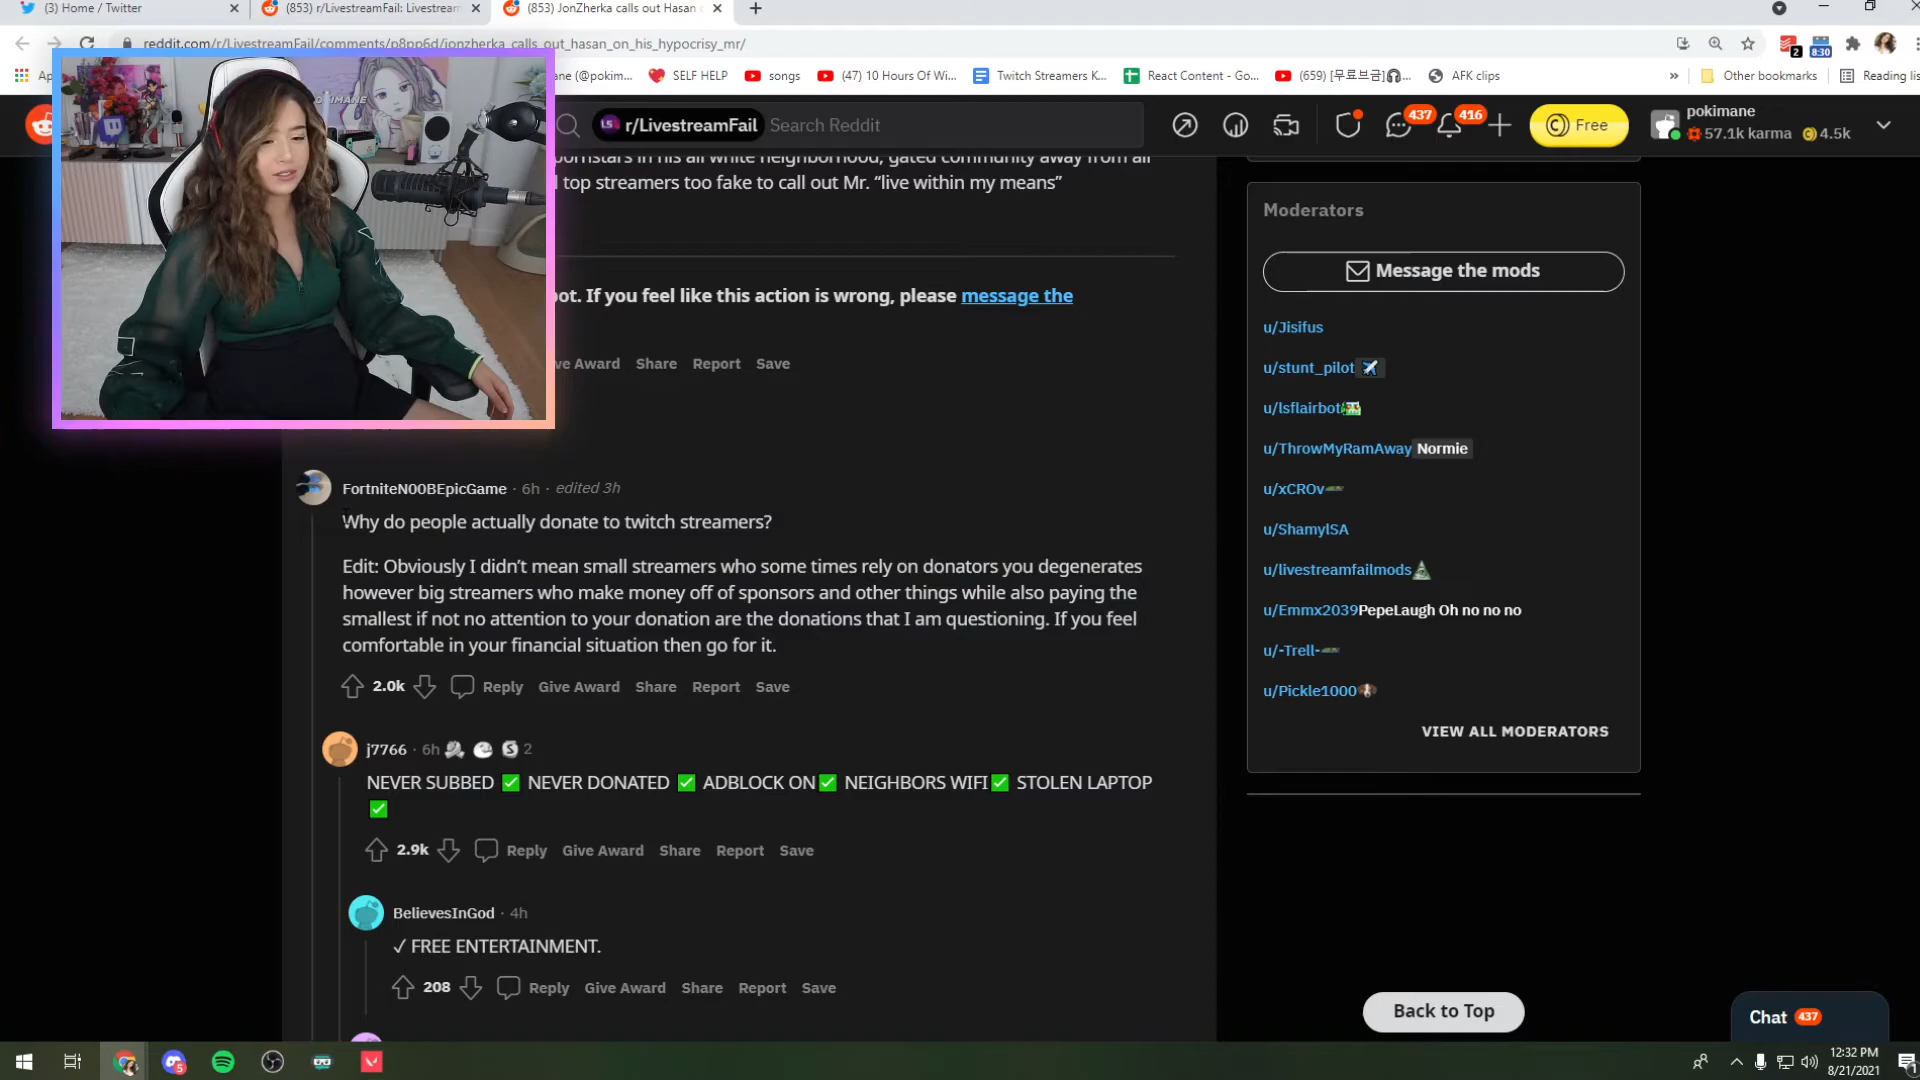 (3) Home / Twitter
(853) r/LivestreamFail: Livestream
(853) JonZherka calls out Hasan
reddit.com/r/LivestreamFail/comments/p8pp6d/jonzherka_calls_out_hasan_on_his_hypocrisy_mr/
2
8:30
ane (@pokim...
SELF HELP
songs
(47) 10 Hours Of Wi...
Twitch Streamers K...
React Content - Go...
(659) [무료브금]🎧...
AFK clips
»
Other bookmarks
Reading lis
r/LivestreamFail
Search Reddit
437
416
Free
pokimane
57.1k karma
4.5k
OKIMANE
pornstars in his all white neighborhood, gated community away from all
top streamers too fake to call out Mr. “live within my means”
ot. If you feel like this action is wrong, please message the
ve Award Share Report Save
FortniteN00BEpicGame · 6h · edited 3h
Why do people actually donate to twitch streamers?
Edit: Obviously I didn’t mean small streamers who some times rely on donators you degenerates
however big streamers who make money off of sponsors and other things while also paying the
smallest if not no attention to your donation are the donations that I am questioning. If you feel
comfortable in your financial situation then go for it.
2.0k Reply Give Award Share Report Save
j7766 · 6h 2
NEVER SUBBED ✅ NEVER DONATED ✅ ADBLOCK ON✅ NEIGHBORS WIFI✅ STOLEN LAPTOP
✅
2.9k Reply Give Award Share Report Save
BelievesInGod · 4h
✓ FREE ENTERTAINMENT.
208 Reply Give Award Share Report Save
Moderators
Message the mods
u/Jisifus
u/stunt_pilot
u/lsflairbot
u/ThrowMyRamAway Normie
u/xCROv
u/ShamylSA
u/livestreamfailmods
u/Emmx2039PepeLaugh Oh no no no
u/-Trell-
u/Pickle1000
VIEW ALL MODERATORS
Back to Top
Chat 437
5
12:32 PM
8/21/2021
1